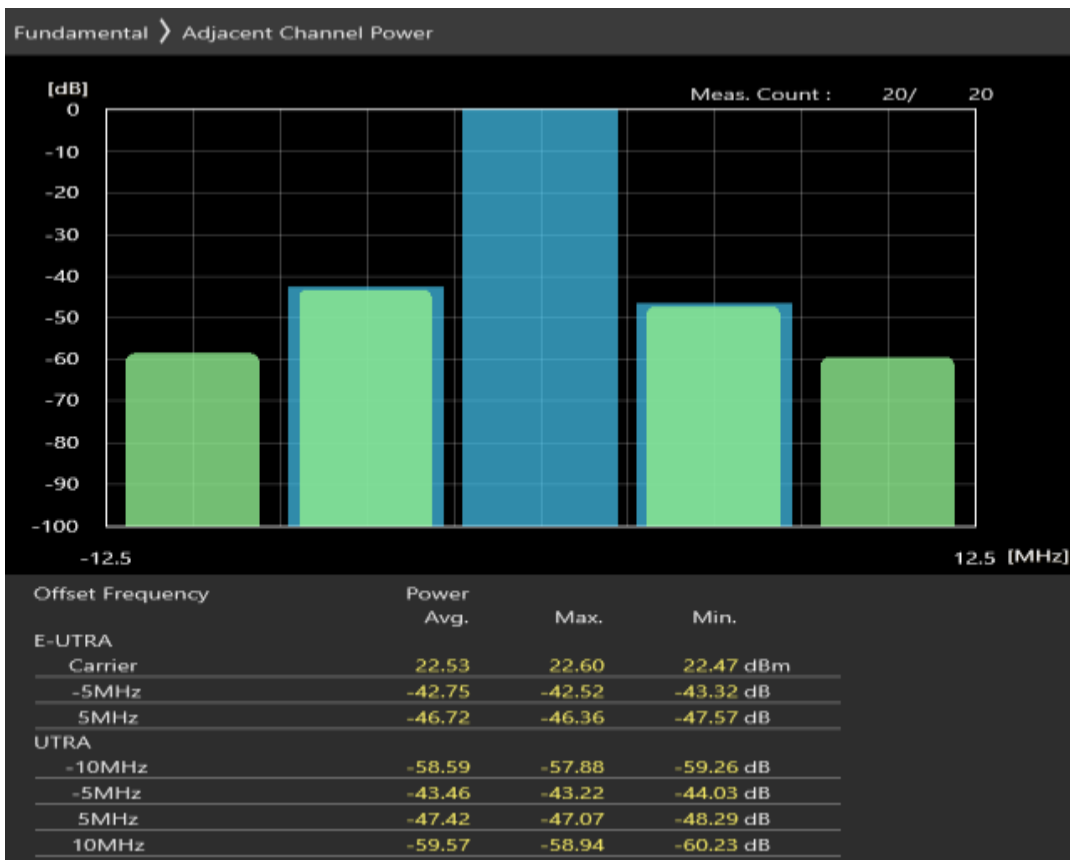 Fundamental 〉 Adjacent Channel Power
[dB]
Meas. Count : 20/ 20
0
-10
-20
-30
-40
-50
-60
-70
-80
-90
-100
-12.5 12.5 [MHz]
Offset Frequency Power
Avg. Max. Min.
E-UTRA
Carrier 22.53 22.60 22.47 dBm
-5MHz -42.75 -42.52 -43.32 dB
5MHz -46.72 -46.36 -47.57 dB
UTRA
-10MHz -58.59 -57.88 -59.26 dB
-5MHz -43.46 -43.22 -44.03 dB
5MHz -47.42 -47.07 -48.29 dB
10MHz -59.57 -58.94 -60.23 dB